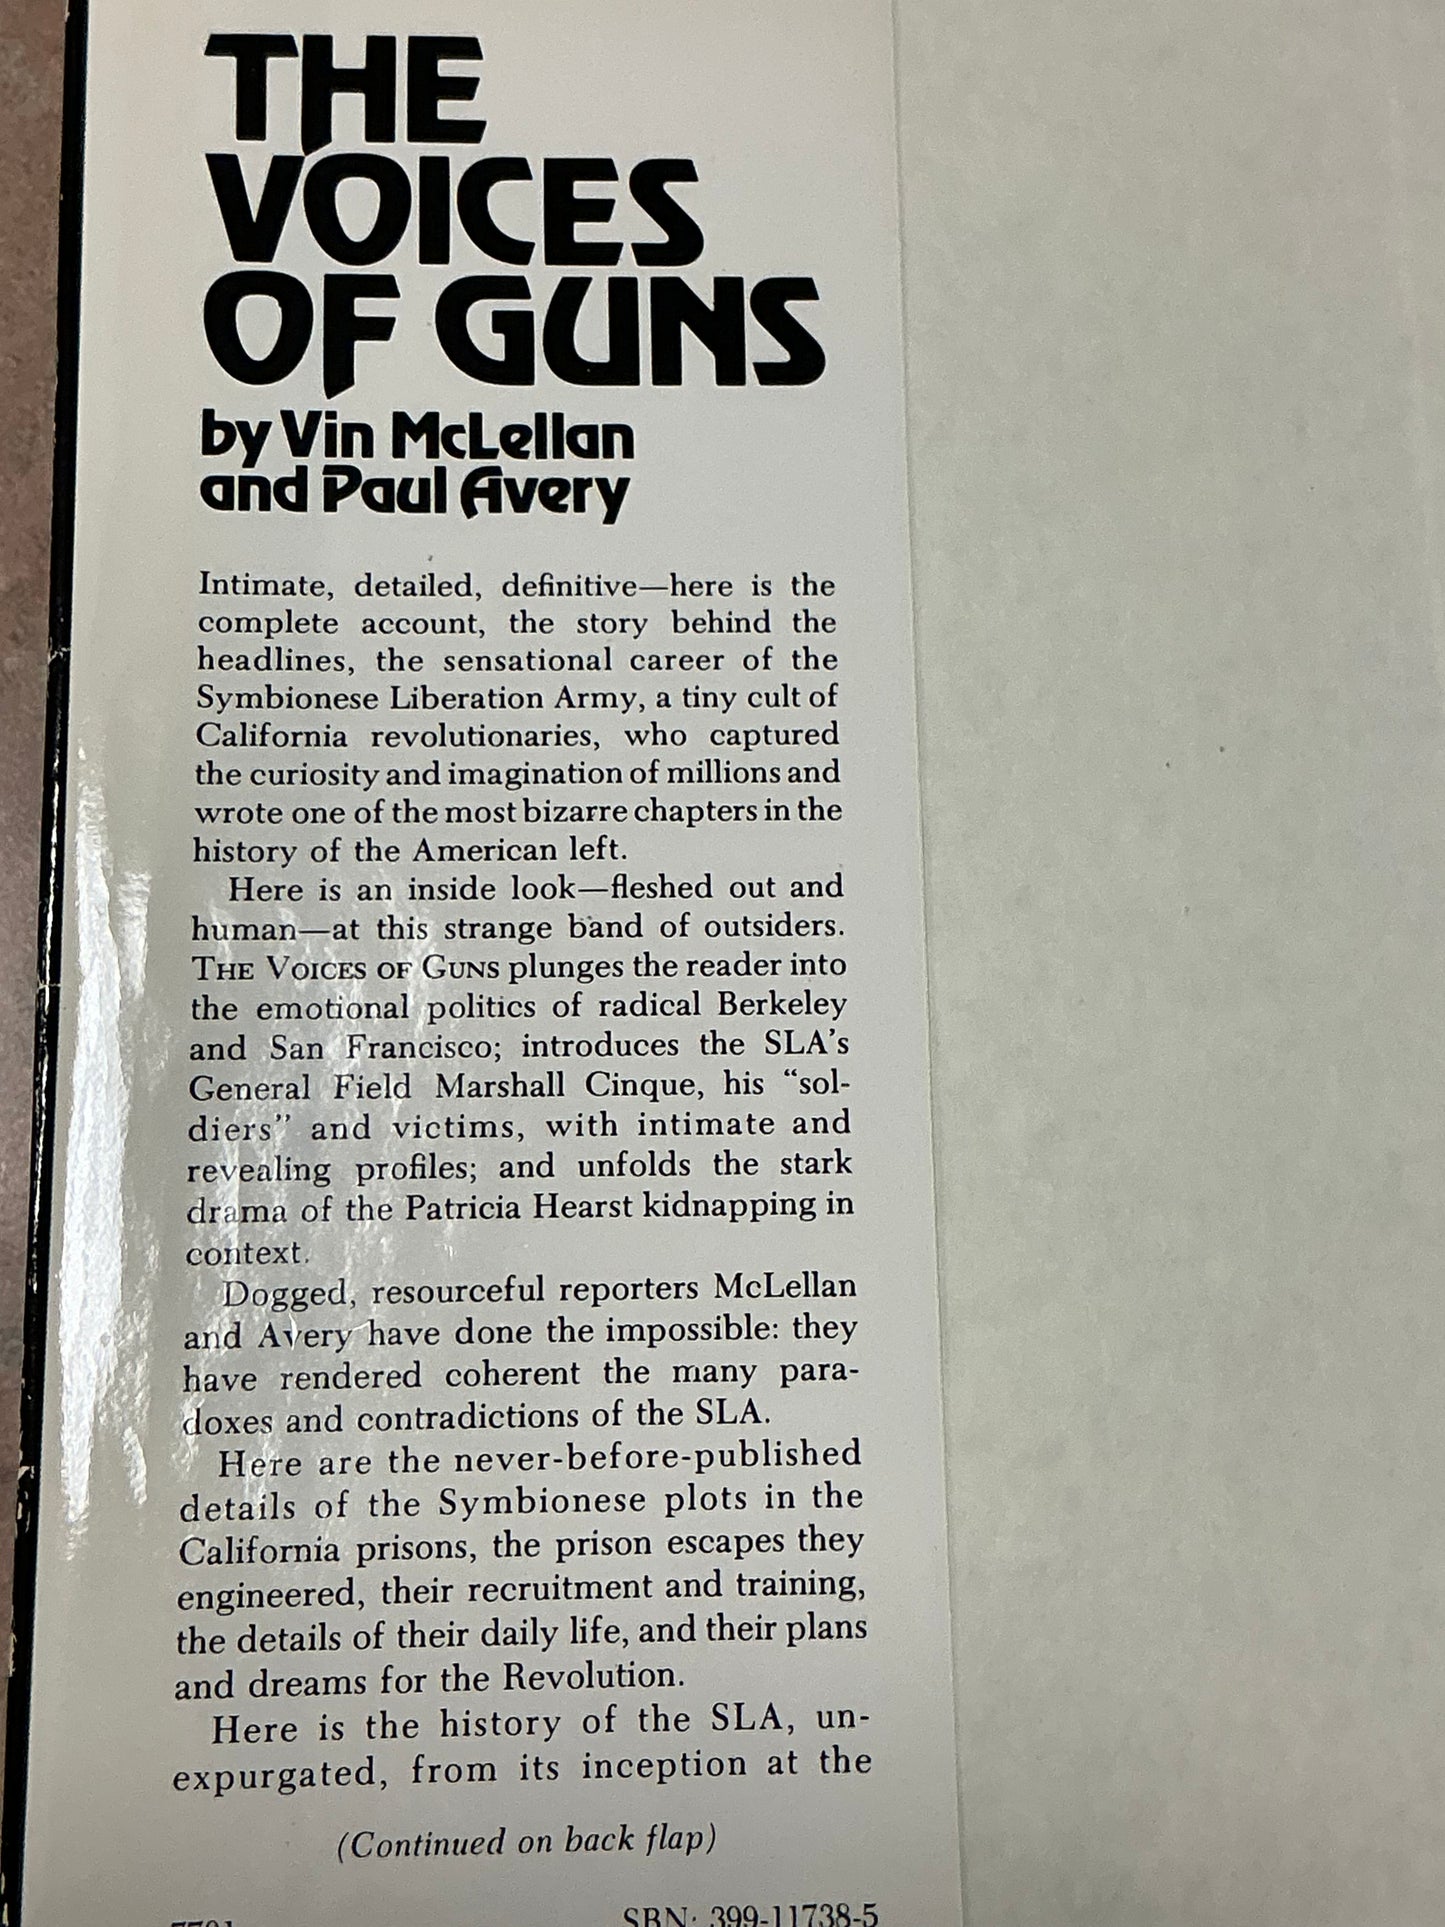 THE
VOICES
OF GUNS
by Vin McLellan
and Paul Avery
Intimate, detailed, definitive—here is the
complete account, the story behind the
headlines, the sensational career of the
Symbionese Liberation Army, a tiny cult of
California revolutionaries, who captured
the curiosity and imagination of millions and
wrote one of the most bizarre chapters in the
history of the American left.
Here is an inside look—fleshed out and
human—at this strange band of outsiders.
THE VOICES OF GUNS plunges the reader into
the emotional politics of radical Berkeley
and San Francisco; introduces the SLA's
General Field Marshall Cinque, his “sol-
diers” and victims, with intimate and
revealing profiles; and unfolds the stark
drama of the Patricia Hearst kidnapping in
context.
Dogged, resourceful reporters McLellan
and Avery have done the impossible: they
have rendered coherent the many para-
doxes and contradictions of the SLA.
Here are the never-before-published
details of the Symbionese plots in the
California prisons, the prison escapes they
engineered, their recruitment and training,
the details of their daily life, and their plans
and dreams for the Revolution.
Here is the history of the SLA, un-
expurgated, from its inception at the
(Continued on back flap)
SBN: 399-11738-5